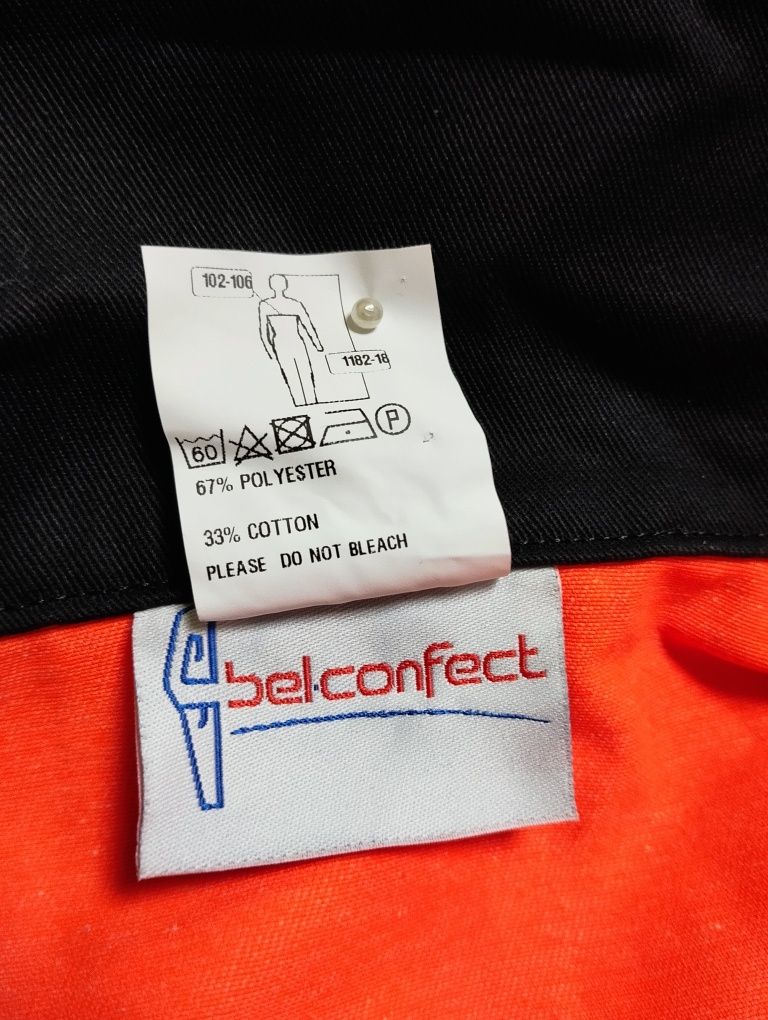 102-106
1182-18
60
P
67% POLYESTER
33% COTTON
PLEASE DO NOT BLEACH
bel·confect